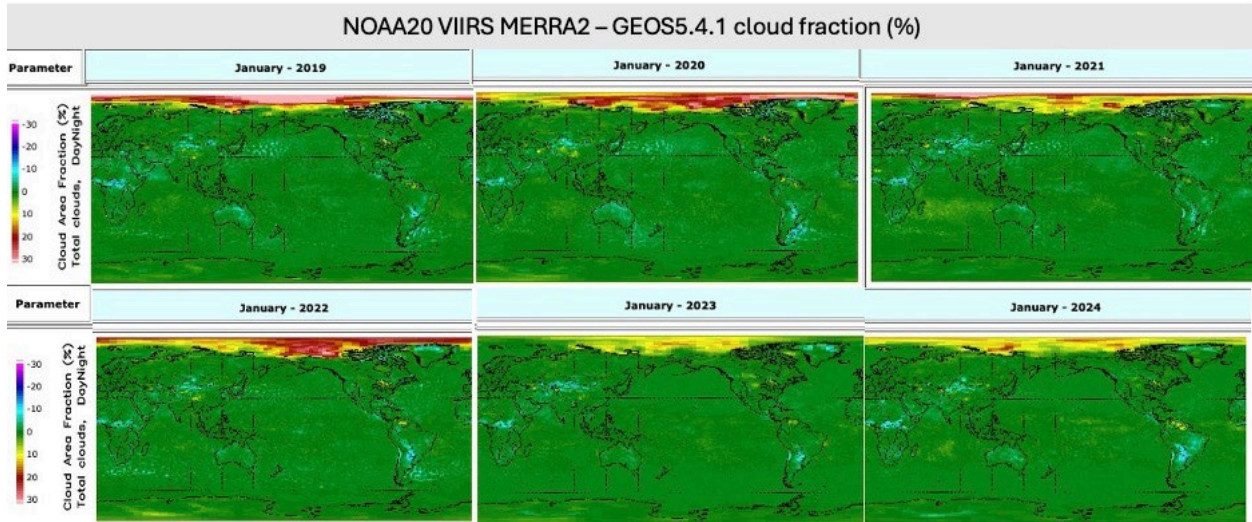 NOAA20 VIIRS MERRA2 – GEOS5.4.1 cloud fraction (%)
Parameter
January - 2019
January - 2020
January - 2021
-30
-20
-10
0
10
20
30
Cloud Area Fraction (%)
Total clouds, DayNight
Parameter
January - 2022
January - 2023
January - 2024
-30
-20
-10
0
10
20
30
Cloud Area Fraction (%)
Total clouds, DayNight